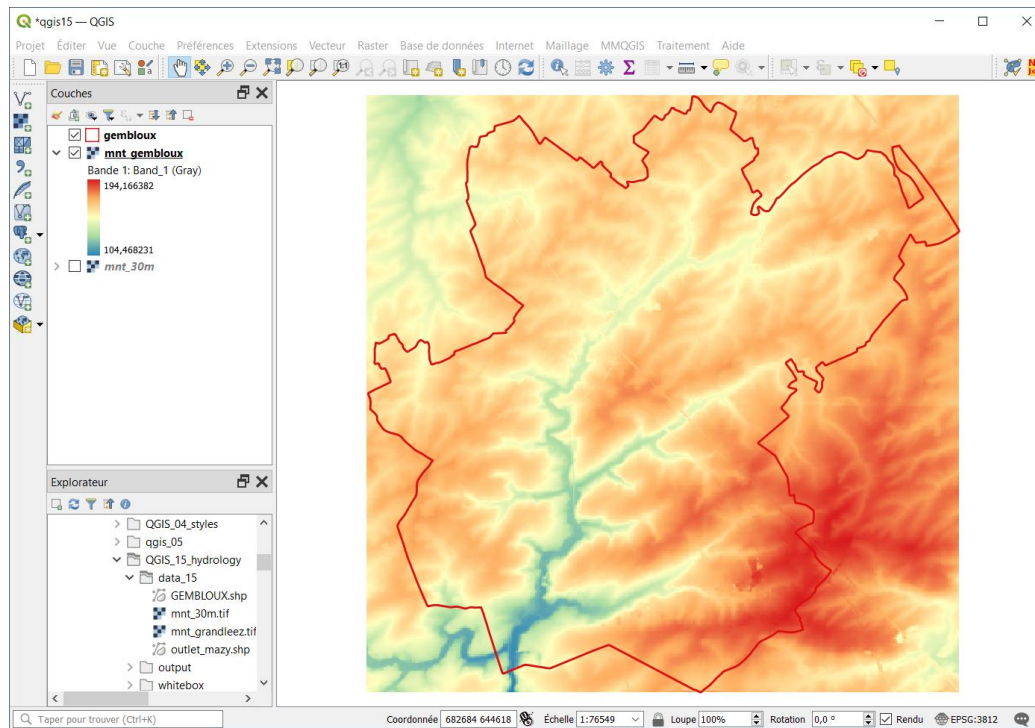 *qgis15 — QGIS
Projet Éditer Vue Couche Préférences Extensions Vecteur Raster Base de données Internet Maillage MMQGIS Traitement Aide
Couches
gembloux
mnt_gembloux
Bande 1: Band_1 (Gray)
194,166382
104,468231
mnt_30m
Explorateur
QGIS_04_styles
qgis_05
QGIS_15_hydrology
data_15
GEMBLOUX.shp
mnt_30m.tif
mnt_grandleez.tif
outlet_mazy.shp
output
whitebox
Taper pour trouver (Ctrl+K) Coordonnée 682684 644618 Échelle 1:76549 Loupe 100% Rotation 0,0 ° Rendu EPSG:3812